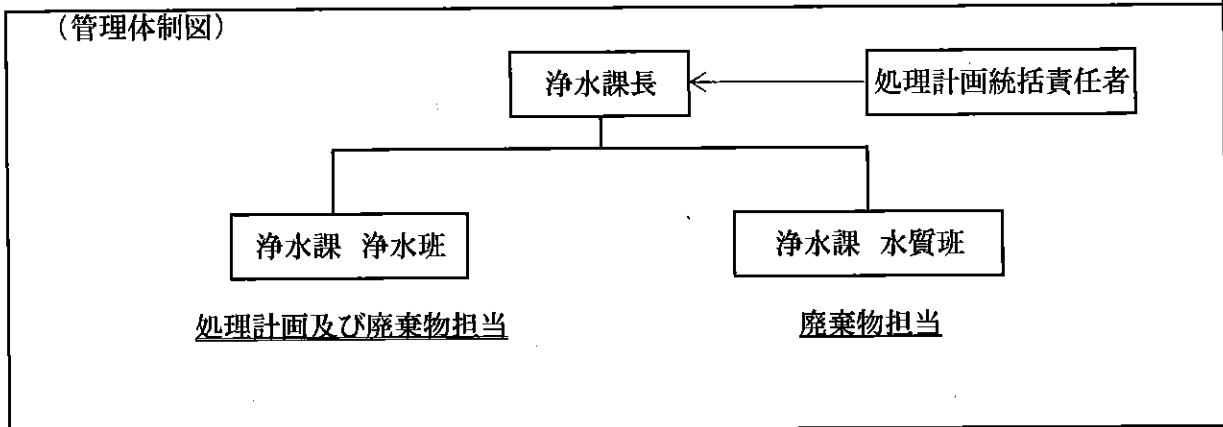 （管理体制図）
浄水課長
処理計画統括責任者
浄水課 浄水班
浄水課 水質班
処理計画及び廃棄物担当
廃棄物担当